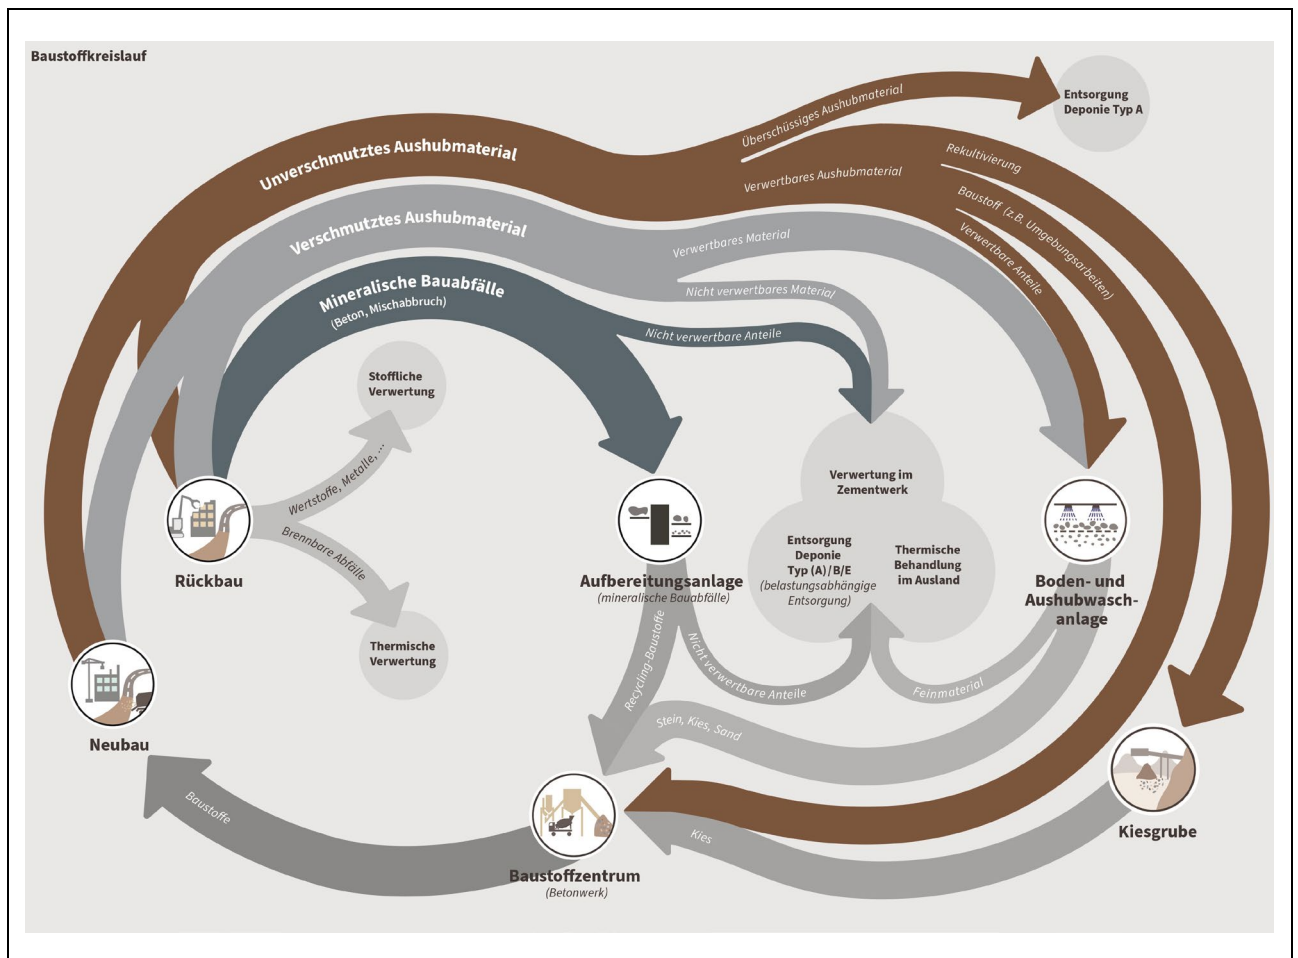 Baustoffkreislauf
Entsorgung
Deponie Typ A
Überschüssiges Aushubmaterial
Unverschmutztes Aushubmaterial
Verwertbares Aushubmaterial
Rekultivierung
Baustoff (z.B. Umgebungsarbeiten)
Verwertbare Anteile
Verschmutztes Aushubmaterial
Verwertbares Material
Nicht verwertbares Material
Mineralische Bauabfälle
(Beton, Mischabbruch)
Nicht verwertbare Anteile
Stoffliche
Verwertung
Wertstoffe, Metalle, ...
Brennbare Abfälle
Thermische
Verwertung
Rückbau
Verwertung im
Zementwerk
Entsorgung
Deponie
Typ (A)/B/E
(belastungsabhängige
Entsorgung)
Thermische
Behandlung
im Ausland
Aufbereitungsanlage
(mineralische Bauabfälle)
Boden- und
Aushubwasch-
anlage
Recycling-Baustoffe
Nicht verwertbare Anteile
Feinmaterial
Stein, Kies, Sand
Neubau
Baustoffe
Kies
Kiesgrube
Baustoffzentrum
(Betonwerk)